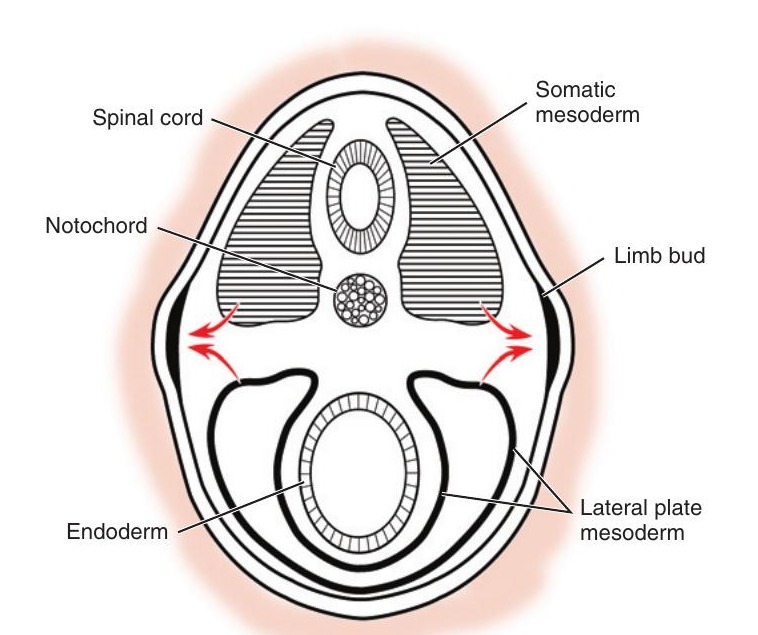 Somatic
mesoderm
Spinal cord
Notochord
Limb bud
Endoderm
Lateral plate
mesoderm